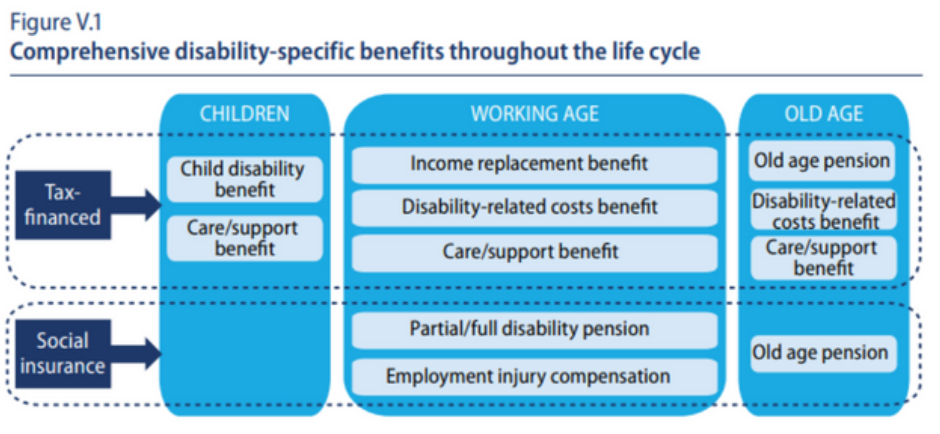 Figure V.1
Comprehensive disability-specific benefits throughout the life cycle
CHILDREN
WORKING AGE
OLD AGE
Tax-
financed
Child disability
benefit
Care/support
benefit
Income replacement benefit
Disability-related costs benefit
Care/support benefit
Old age pension
Disability-related
costs benefit
Care/support
benefit
Social
insurance
Partial/full disability pension
Employment injury compensation
Old age pension